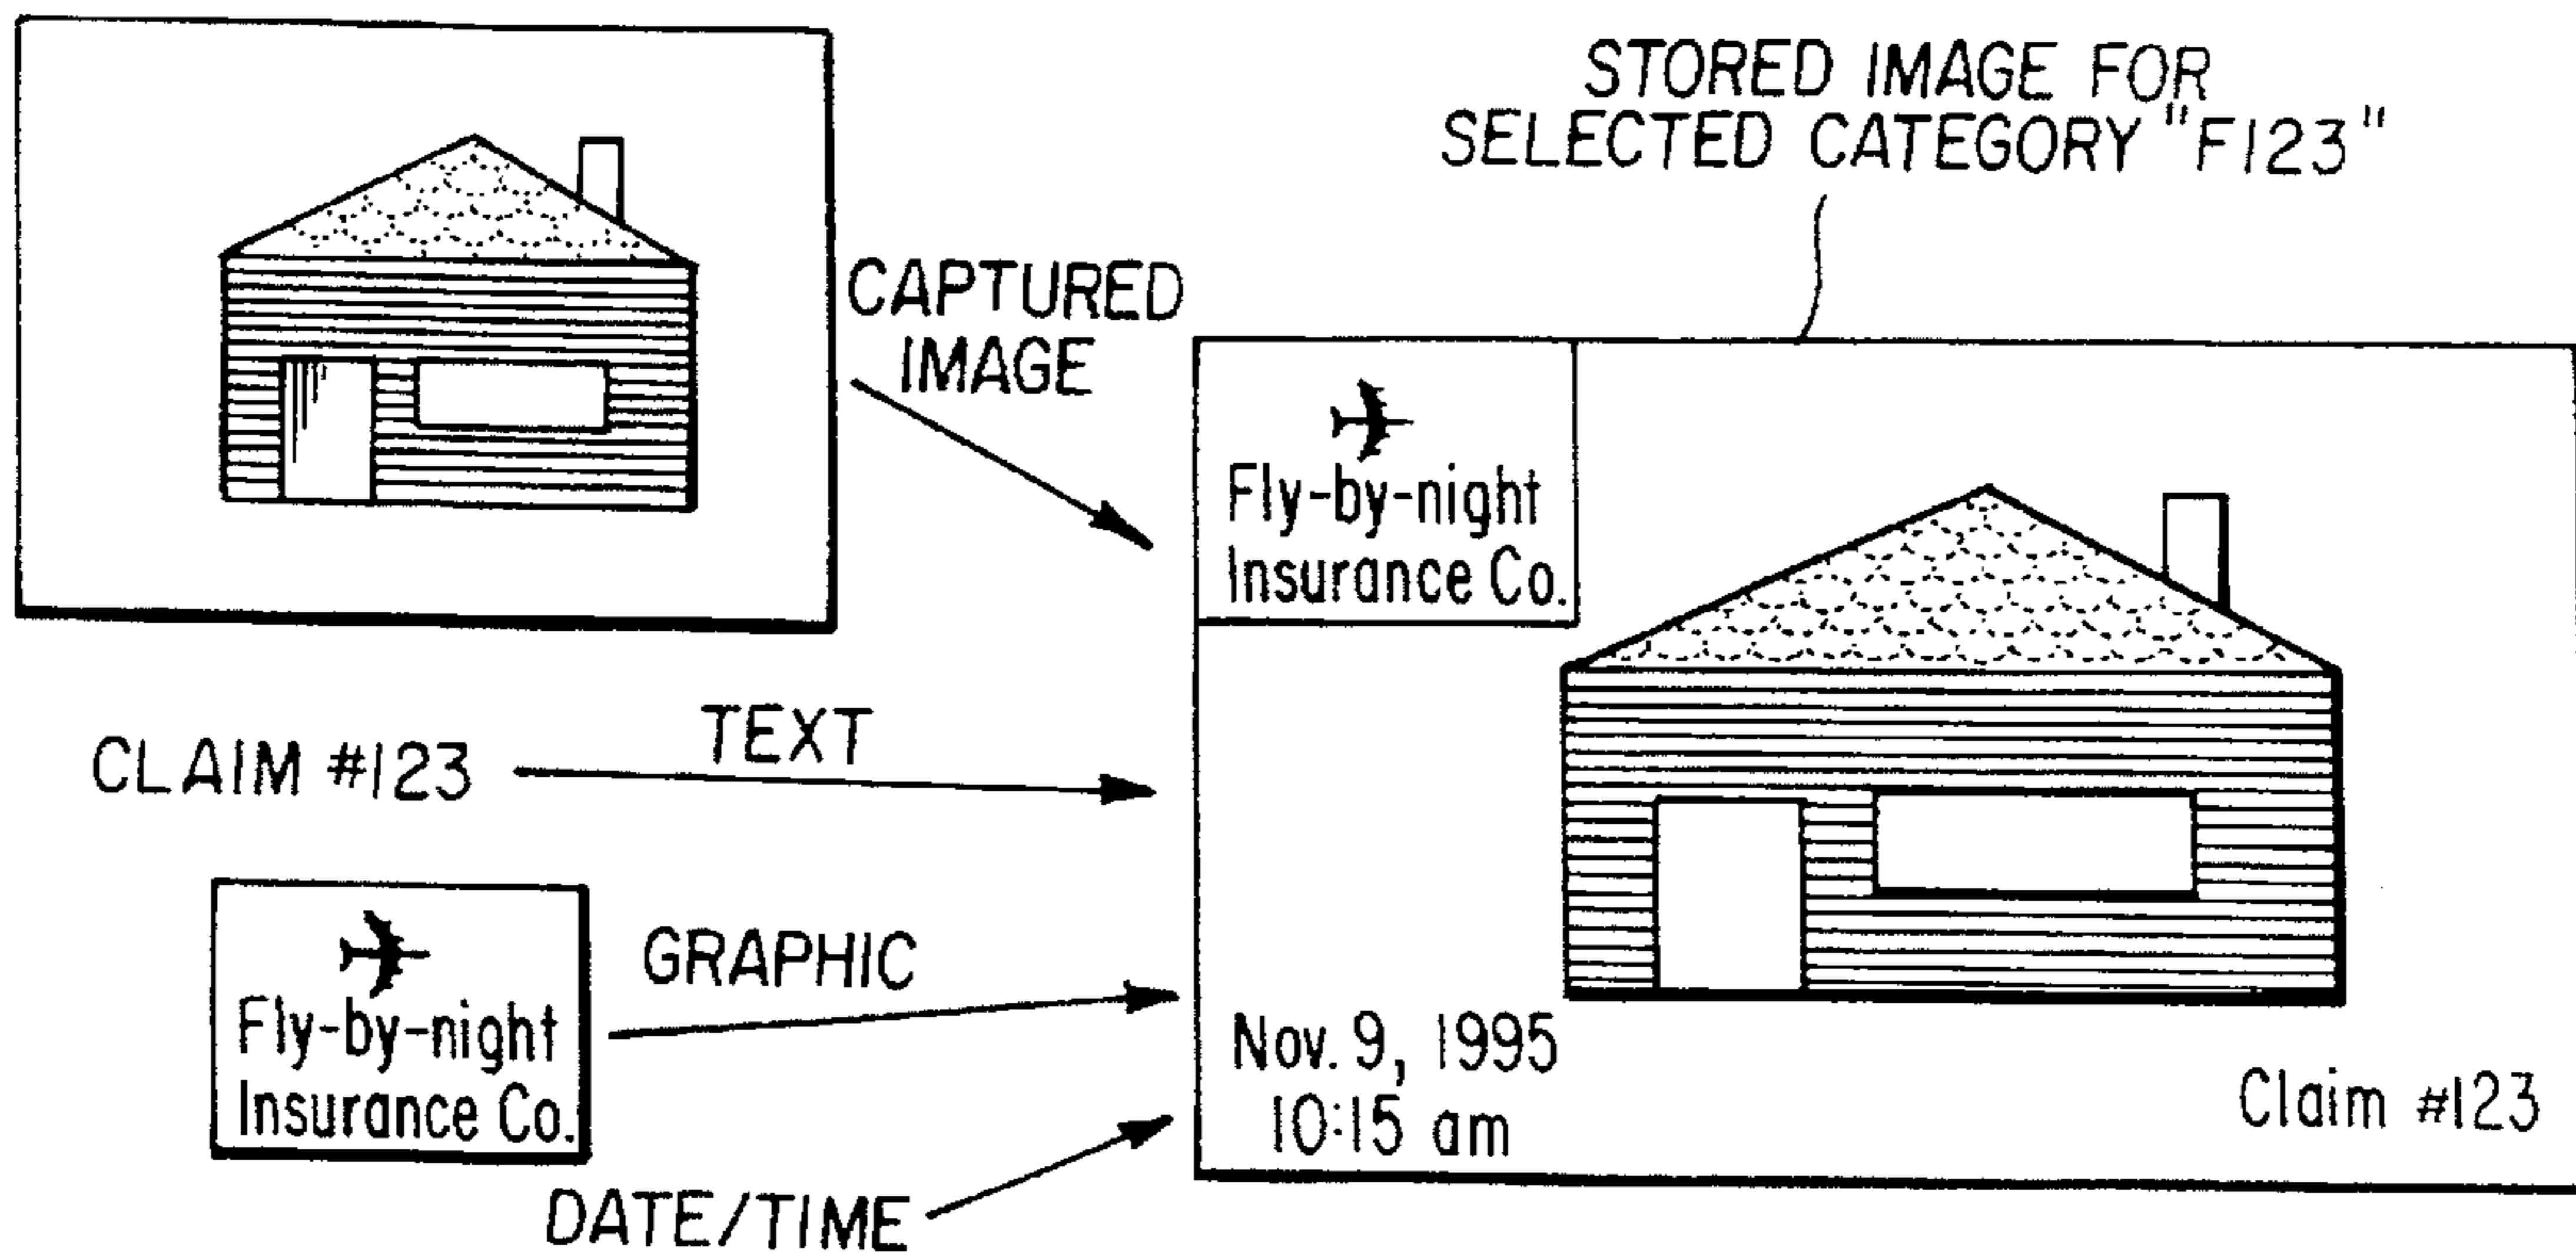 STORED IMAGE FOR
SELECTED CATEGORY "F123"
CAPTURED
IMAGE
Fly-by-night
Insurance Co.
TEXT
CLAIM #123
GRAPHIC
Fly-by-night
Insurance Co.
Nov. 9, 1995
10:15 am
Claim #123
DATE/TIME